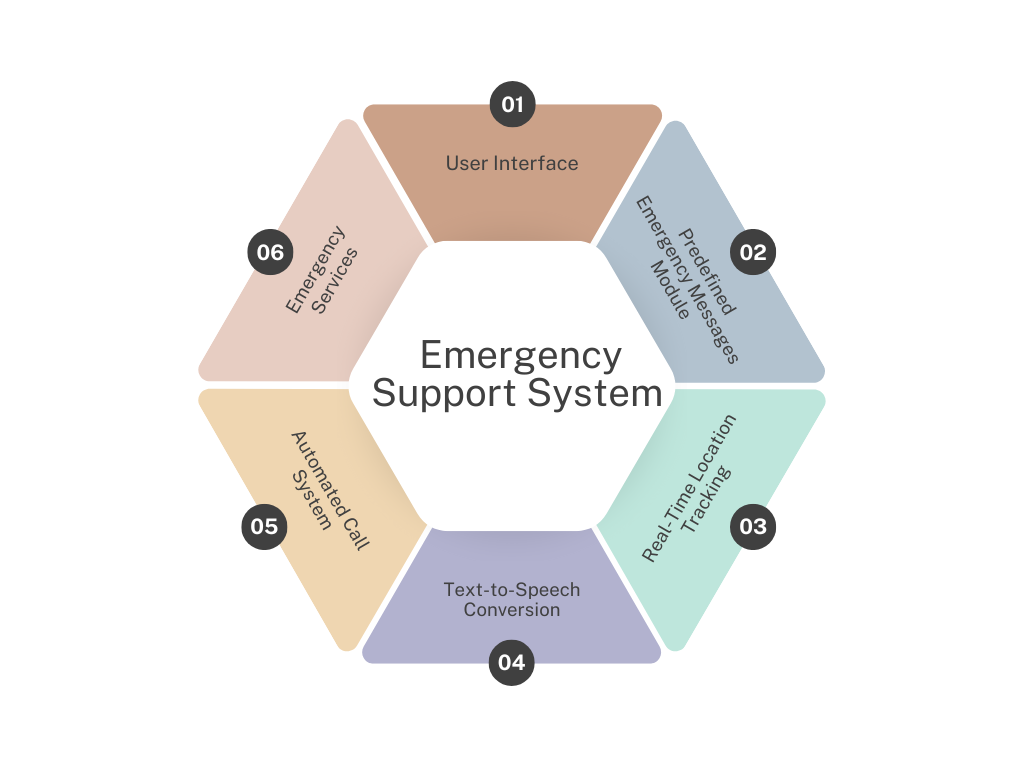 01
User Interface
02
Predefined
Emergency Messages
Module
03
Real-Time Location
Tracking
04
Text-to-Speech
Conversion
05
Automated Call
System
06
Emergency
Services
Emergency
Support System